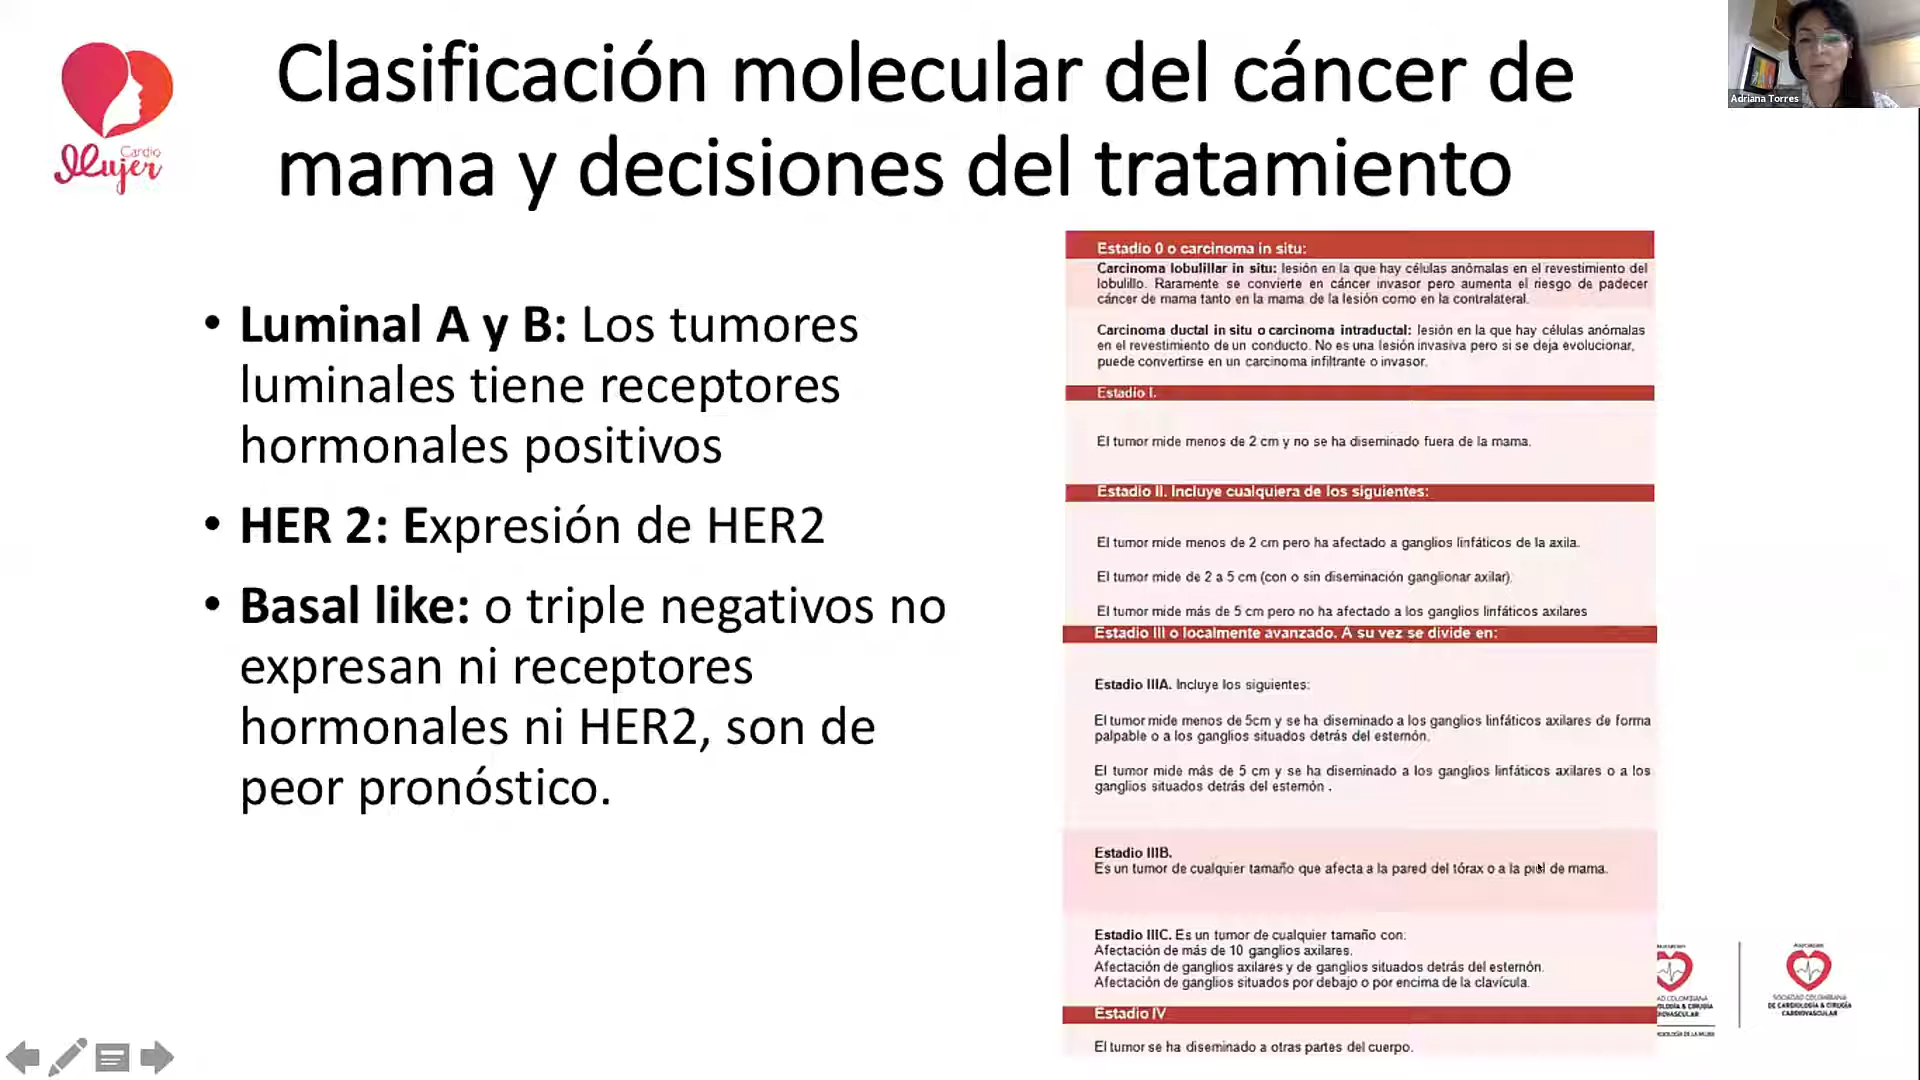 Cardio
Mujer
Clasificación molecular del cáncer de
mama y decisiones del tratamiento
Adriana Torres
• Luminal A y B: Los tumores
luminales tiene receptores
hormonales positivos
• HER 2: Expresión de HER2
• Basal like: o triple negativos no
expresan ni receptores
hormonales ni HER2, son de
peor pronóstico.
Estadio 0 o carcinoma in situ:
Carcinoma lobulillar in situ: lesión en la que hay células anómalas en el revestimiento del
lobulillo. Raramente se convierte en cáncer invasor pero aumenta el riesgo de padecer
cáncer de mama tanto en la mama de la lesión como en la contralateral.
Carcinoma ductal in situ o carcinoma intraductal: lesión en la que hay células anómalas
en el revestimiento de un conducto. No es una lesión invasiva pero si se deja evolucionar,
puede convertirse en un carcinoma infiltrante o invasor.
Estadio I.
El tumor mide menos de 2 cm y no se ha diseminado fuera de la mama.
Estadio II. Incluye cualquiera de los siguientes:
El tumor mide menos de 2 cm pero ha afectado a ganglios linfáticos de la axila.
El tumor mide de 2 a 5 cm (con o sin diseminación ganglionar axilar).
El tumor mide más de 5 cm pero no ha afectado a los ganglios linfáticos axilares
Estadio III o localmente avanzado. A su vez se divide en:
Estadio IIIA. Incluye los siguientes:
El tumor mide menos de 5cm y se ha diseminado a los ganglios linfáticos axilares de forma
palpable o a los ganglios situados detrás del esternón.
El tumor mide más de 5 cm y se ha diseminado a los ganglios linfáticos axilares o a los
ganglios situados detrás del esternón .
Estadio IIIB.
Es un tumor de cualquier tamaño que afecta a la pared del tórax o a la piel de mama.
Estadio IIIC. Es un tumor de cualquier tamaño con:
Afectación de más de 10 ganglios axilares.
Afectación de ganglios axilares y de ganglios situados detrás del esternón.
Afectación de ganglios situados por debajo o por encima de la clavícula.
Estadio IV
El tumor se ha diseminado a otras partes del cuerpo.
SOCIEDAD COLOMBIANA
DE CARDIOLOGÍA & CIRUGÍA
CARDIOVASCULAR